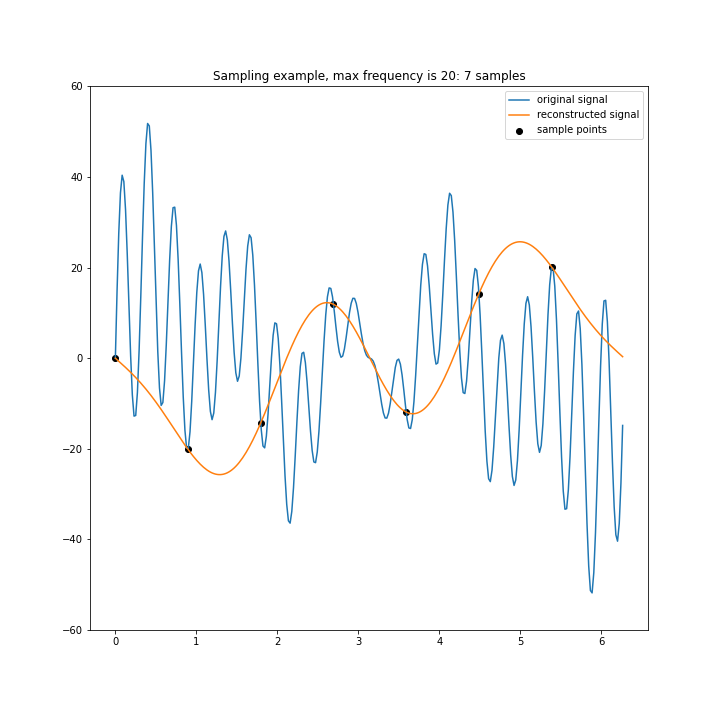 Sampling example, max frequency is 20: 7 samples
original signal
reconstructed signal
sample points
60
40
20
0
−20
−40
−60
0 1 2 3 4 5 6